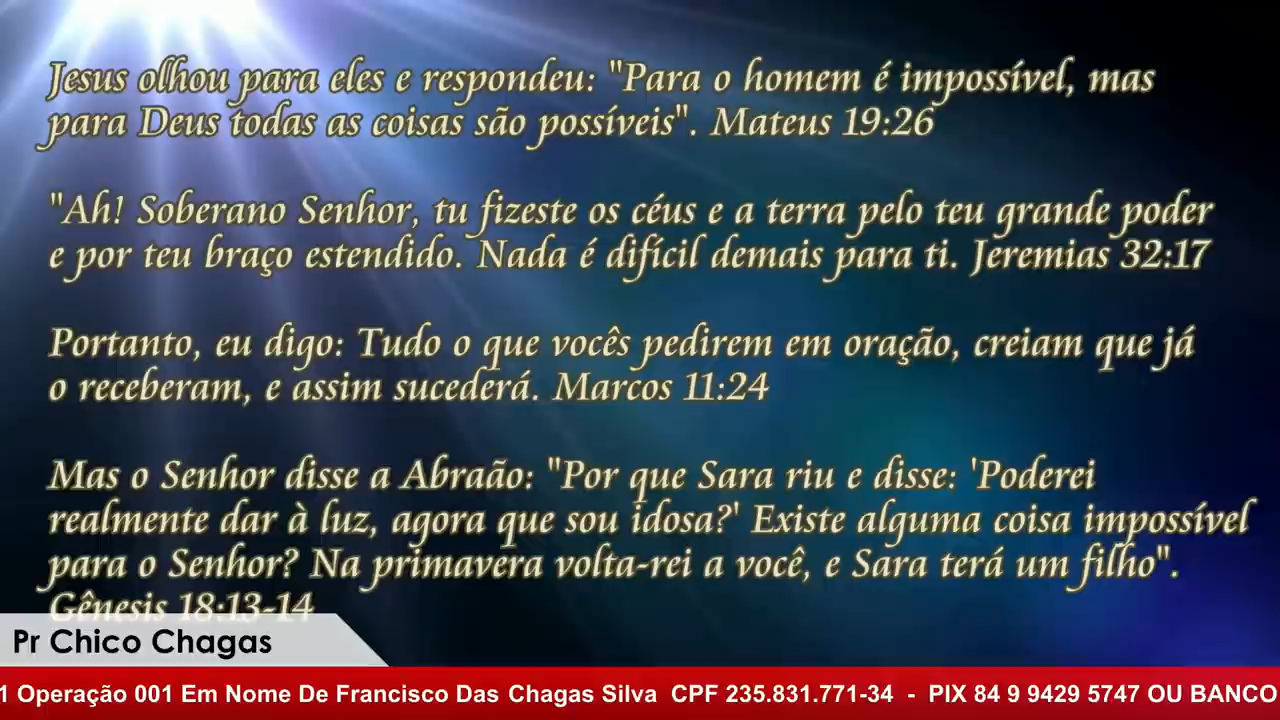 Jesus olhou para eles e respondeu: "Para o homem é impossível, mas
para Deus todas as coisas são possíveis". Mateus 19:26
"Ah! Soberano Senhor, tu fizeste os céus e a terra pelo teu grande poder
e por teu braço estendido. Nada é difícil demais para ti. Jeremias 32:17
Portanto, eu digo: Tudo o que vocês pedirem em oração, creiam que já
o receberam, e assim sucederá. Marcos 11:24
Mas o Senhor disse a Abraão: "Por que Sara riu e disse: 'Poderei
realmente dar à luz, agora que sou idosa?' Existe alguma coisa impossível
para o Senhor? Na primavera volta-rei a você, e Sara terá um filho".
Gênesis 18:13-14
Pr Chico Chagas
1 Operação 001 Em Nome De Francisco Das Chagas Silva CPF 235.831.771-34 - PIX 84 9 9429 5747 OU BANCO